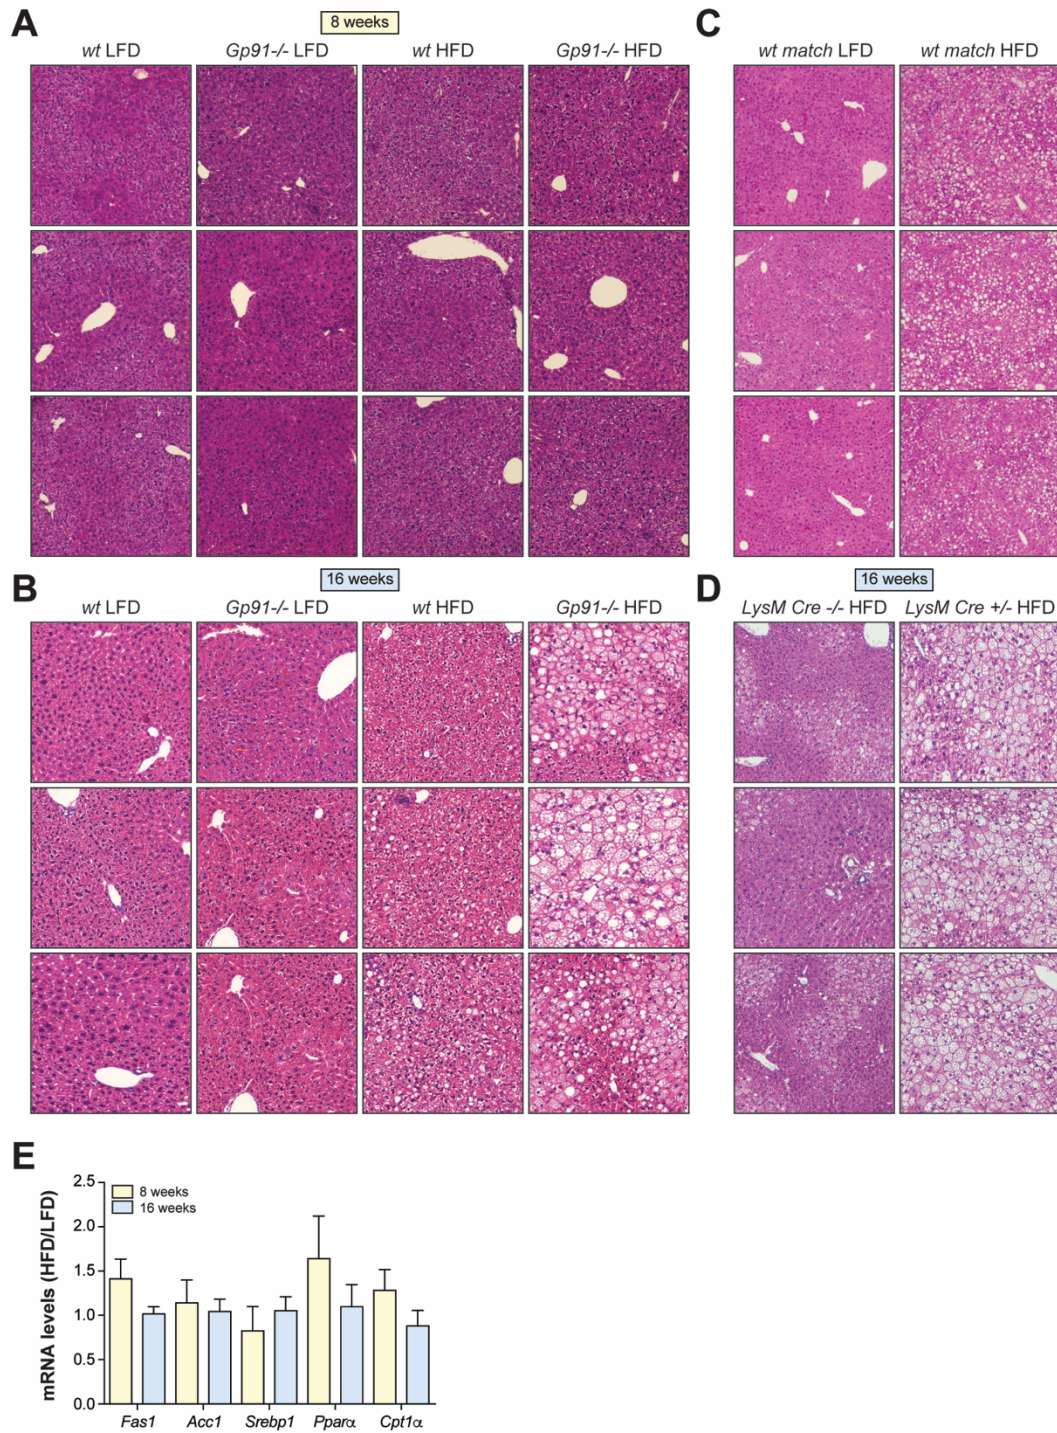 A
8 weeks
wt LFD
Gp91-/- LFD
wt HFD
Gp91-/- HFD
C
wt match LFD
wt match HFD
B
16 weeks
wt LFD
Gp91-/- LFD
wt HFD
Gp91-/- HFD
D
16 weeks
LysM Cre -/- HFD
LysM Cre +/- HFD
E
mRNA levels (HFD/LFD)
2.5
2.0
1.5
1.0
0.5
0.0
8 weeks
16 weeks
Fas1
Acc1
Srebp1
Pparα
Cpt1α